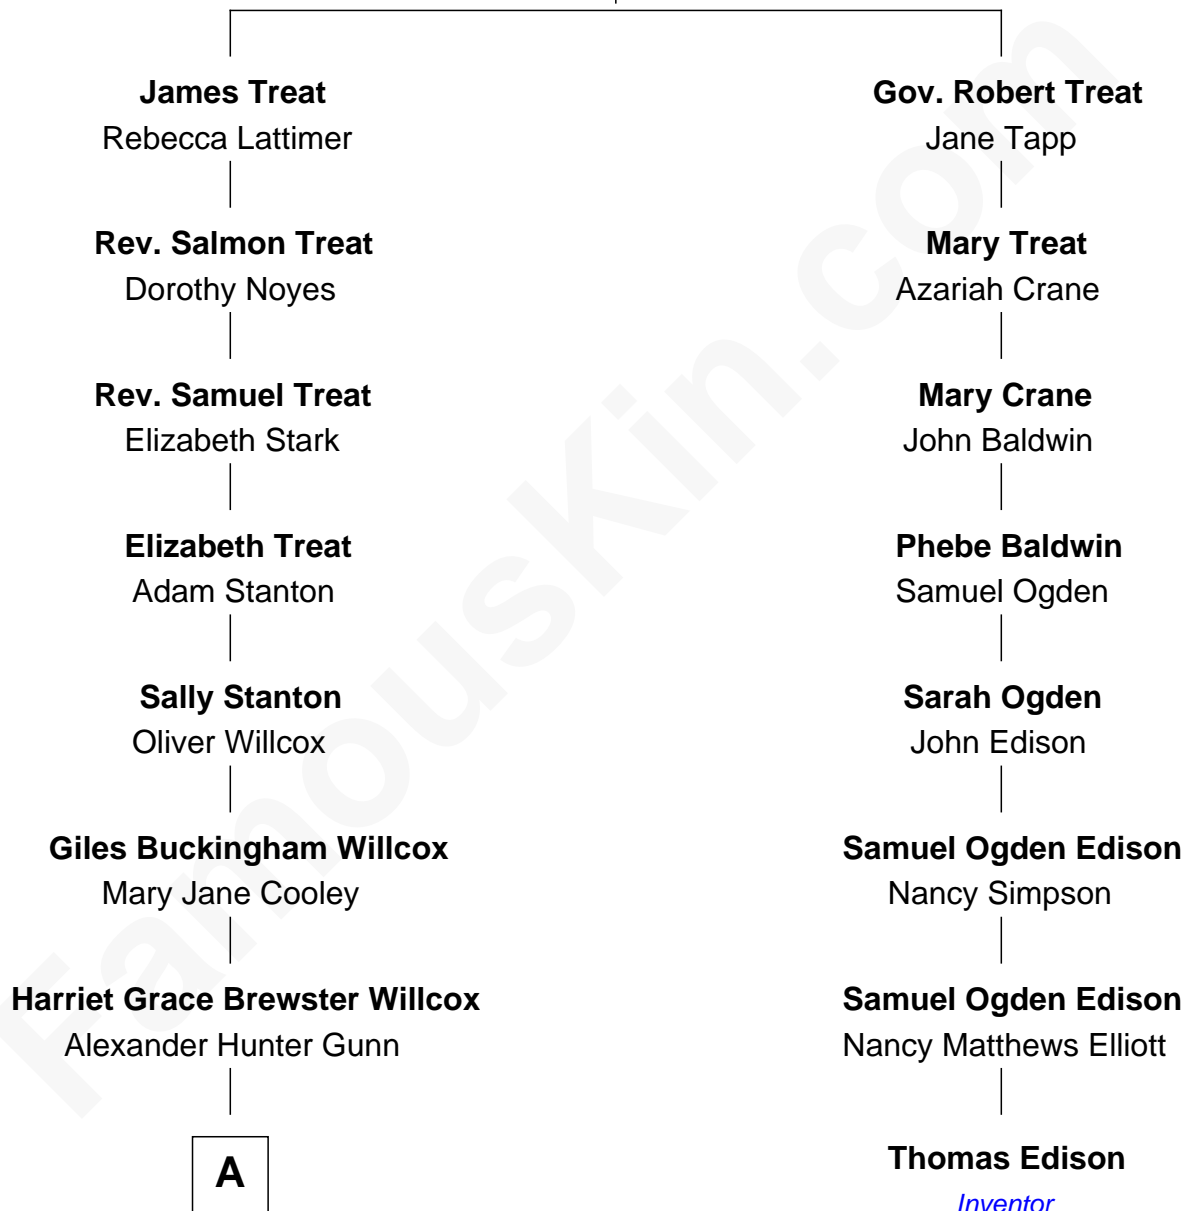 James Treat
Rebecca Lattimer
Rev. Salmon Treat
Dorothy Noyes
Rev. Samuel Treat
Elizabeth Stark
Elizabeth Treat
Adam Stanton
Sally Stanton
Oliver Willcox
Giles Buckingham Willcox
Mary Jane Cooley
Harriet Grace Brewster Willcox
Alexander Hunter Gunn
A
Gov. Robert Treat
Jane Tapp
Mary Treat
Azariah Crane
Mary Crane
John Baldwin
Phebe Baldwin
Samuel Ogden
Sarah Ogden
John Edison
Samuel Ogden Edison
Nancy Simpson
Samuel Ogden Edison
Nancy Matthews Elliott
Thomas Edison
Inventor
FamousKin.com